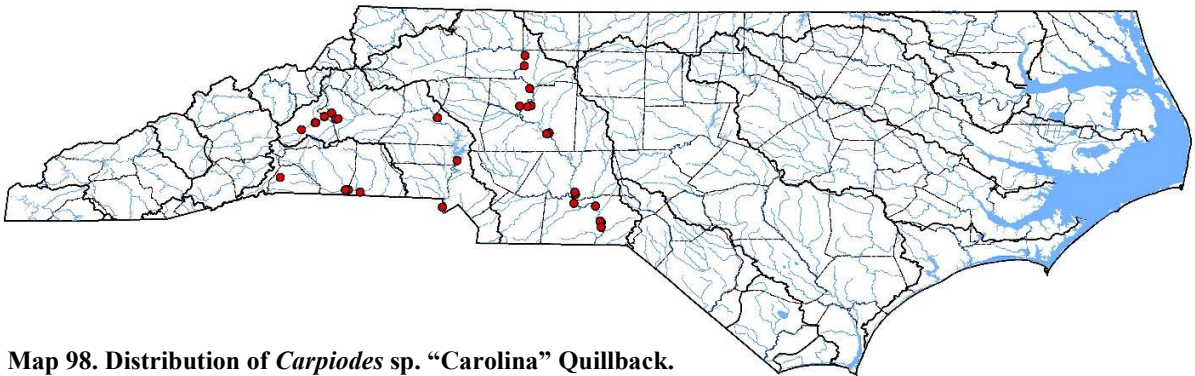 Map 98. Distribution of Carpiodes sp. “Carolina” Quillback.